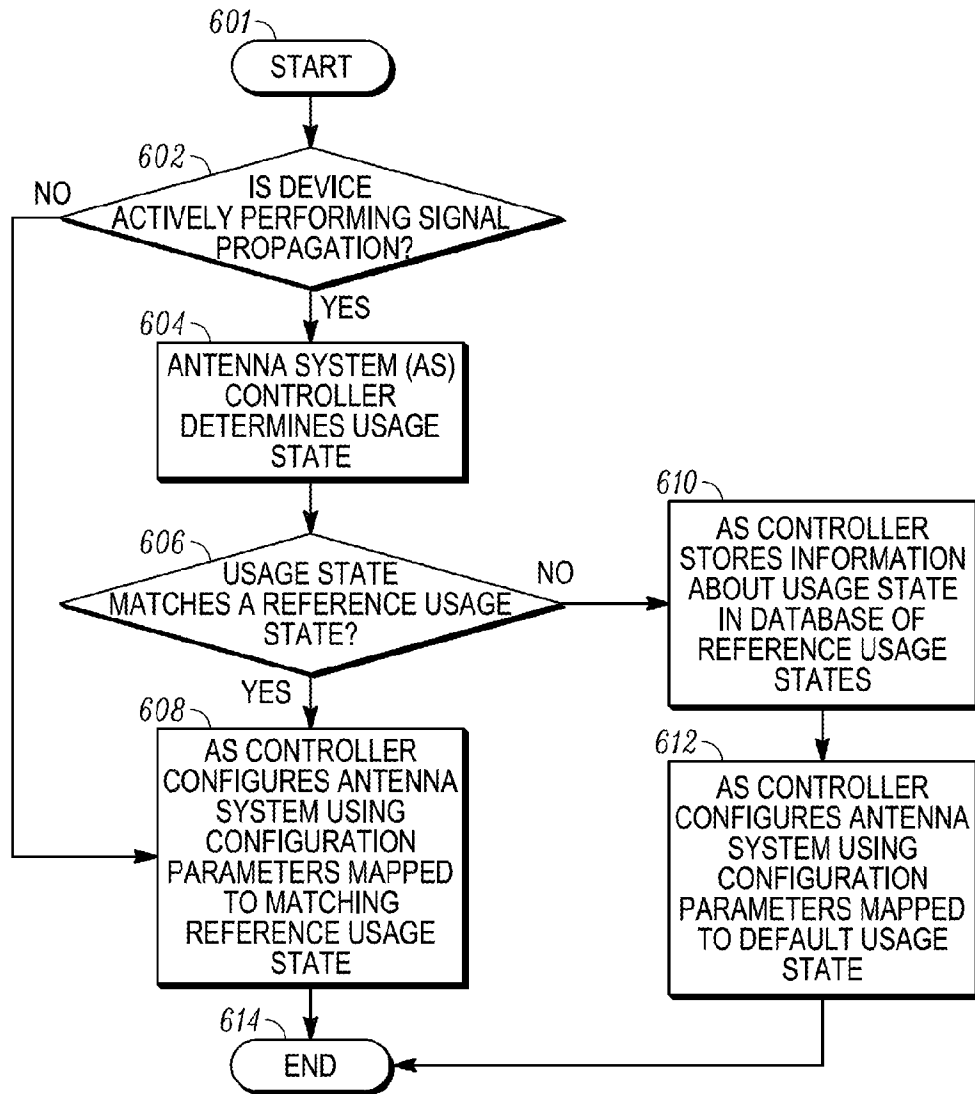 601
START
602
NO
IS DEVICE
ACTIVELY PERFORMING SIGNAL
PROPAGATION?
YES
604
ANTENNA SYSTEM (AS)
CONTROLLER
DETERMINES USAGE
STATE
606
USAGE STATE
MATCHES A REFERENCE USAGE
STATE?
NO
YES
610
AS CONTROLLER
STORES INFORMATION
ABOUT USAGE STATE
IN DATABASE OF
REFERENCE USAGE
STATES
608
AS CONTROLLER
CONFIGURES ANTENNA
SYSTEM USING
CONFIGURATION
PARAMETERS MAPPED
TO MATCHING
REFERENCE USAGE
STATE
612
AS CONTROLLER
CONFIGURES ANTENNA
SYSTEM USING
CONFIGURATION
PARAMETERS MAPPED
TO DEFAULT USAGE
STATE
614
END